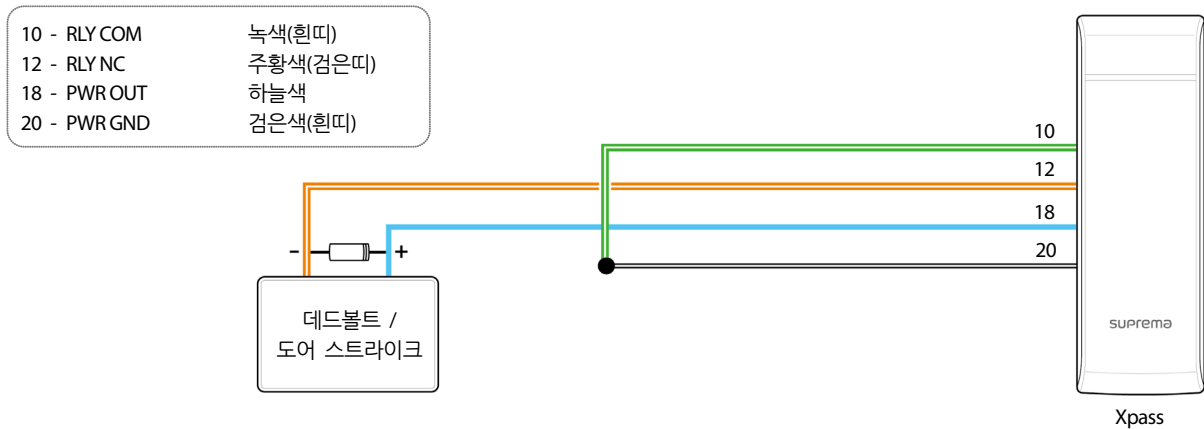 10 - RLY COM 녹색(흰띠)
12 - RLY NC 주황색(검은띠)
18 - PWR OUT 하늘색
20 - PWR GND 검은색(흰띠)
10
12
18
20
- +
데드볼트 /
도어 스트라이크
suprema
Xpass